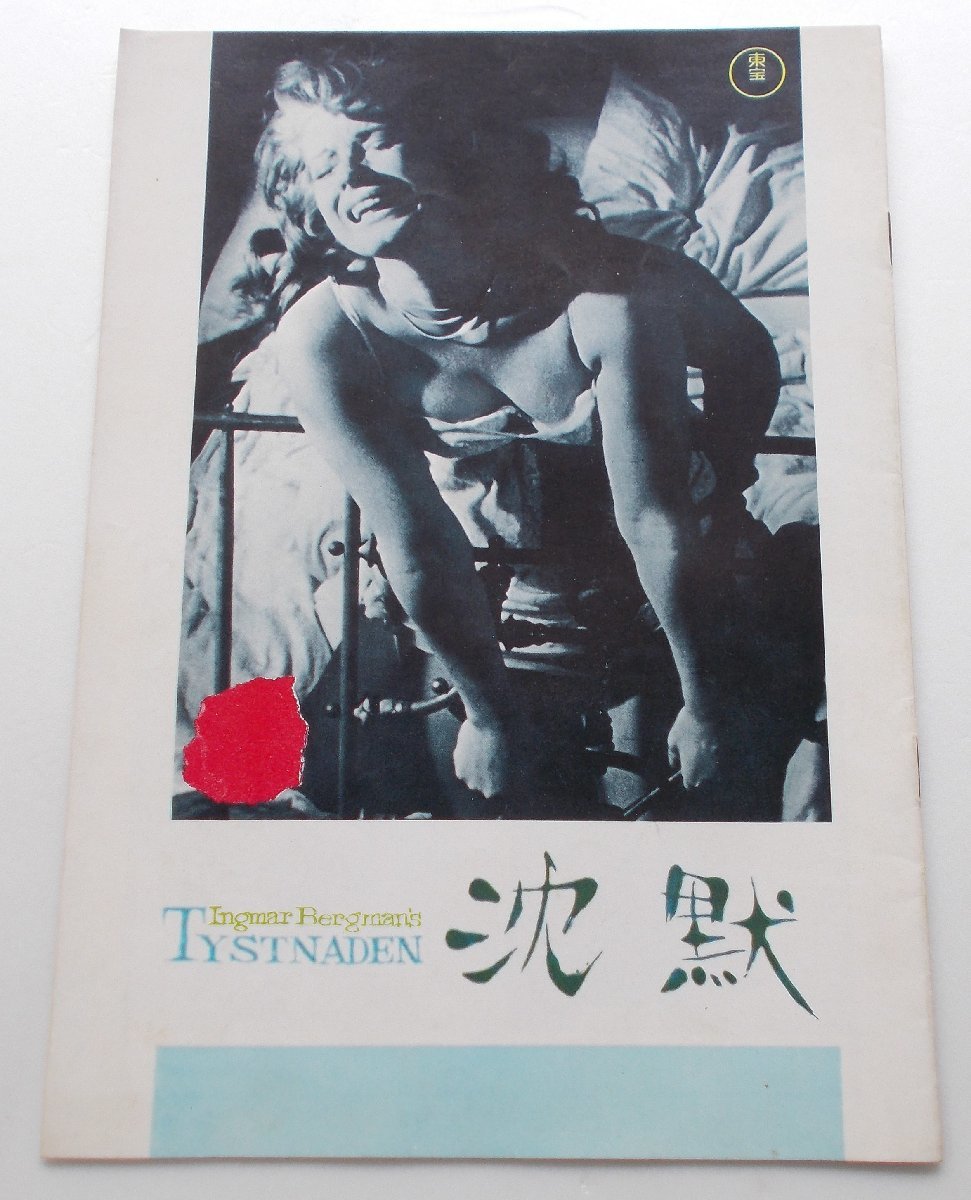 東宝
Ingmar Bergman's
TYSTNADEN
沈黙